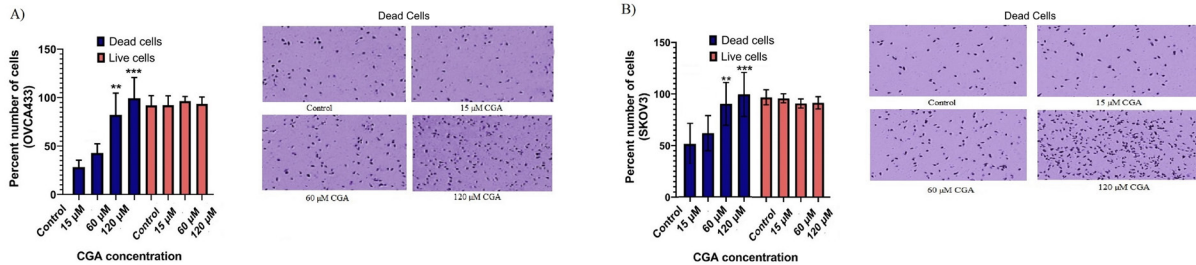 A)
150
100
50
0
Percent number of cells
(OVCA433)
Dead cells
Live cells
**
***
Control
15 µM
60 µM
120 µM
Control
15 µM
60 µM
120 µM
CGA concentration
Dead Cells
Control
15 µM CGA
60 µM CGA
120 µM CGA
B)
150
100
50
0
Percent number of cells
(SKOV3)
Dead cells
Live cells
**
***
Control
15 µM
60 µM
120 µM
Control
15 µM
60 µM
120 µM
CGA concentration
Dead Cells
Control
15 µM CGA
60 µM CGA
120 µM CGA